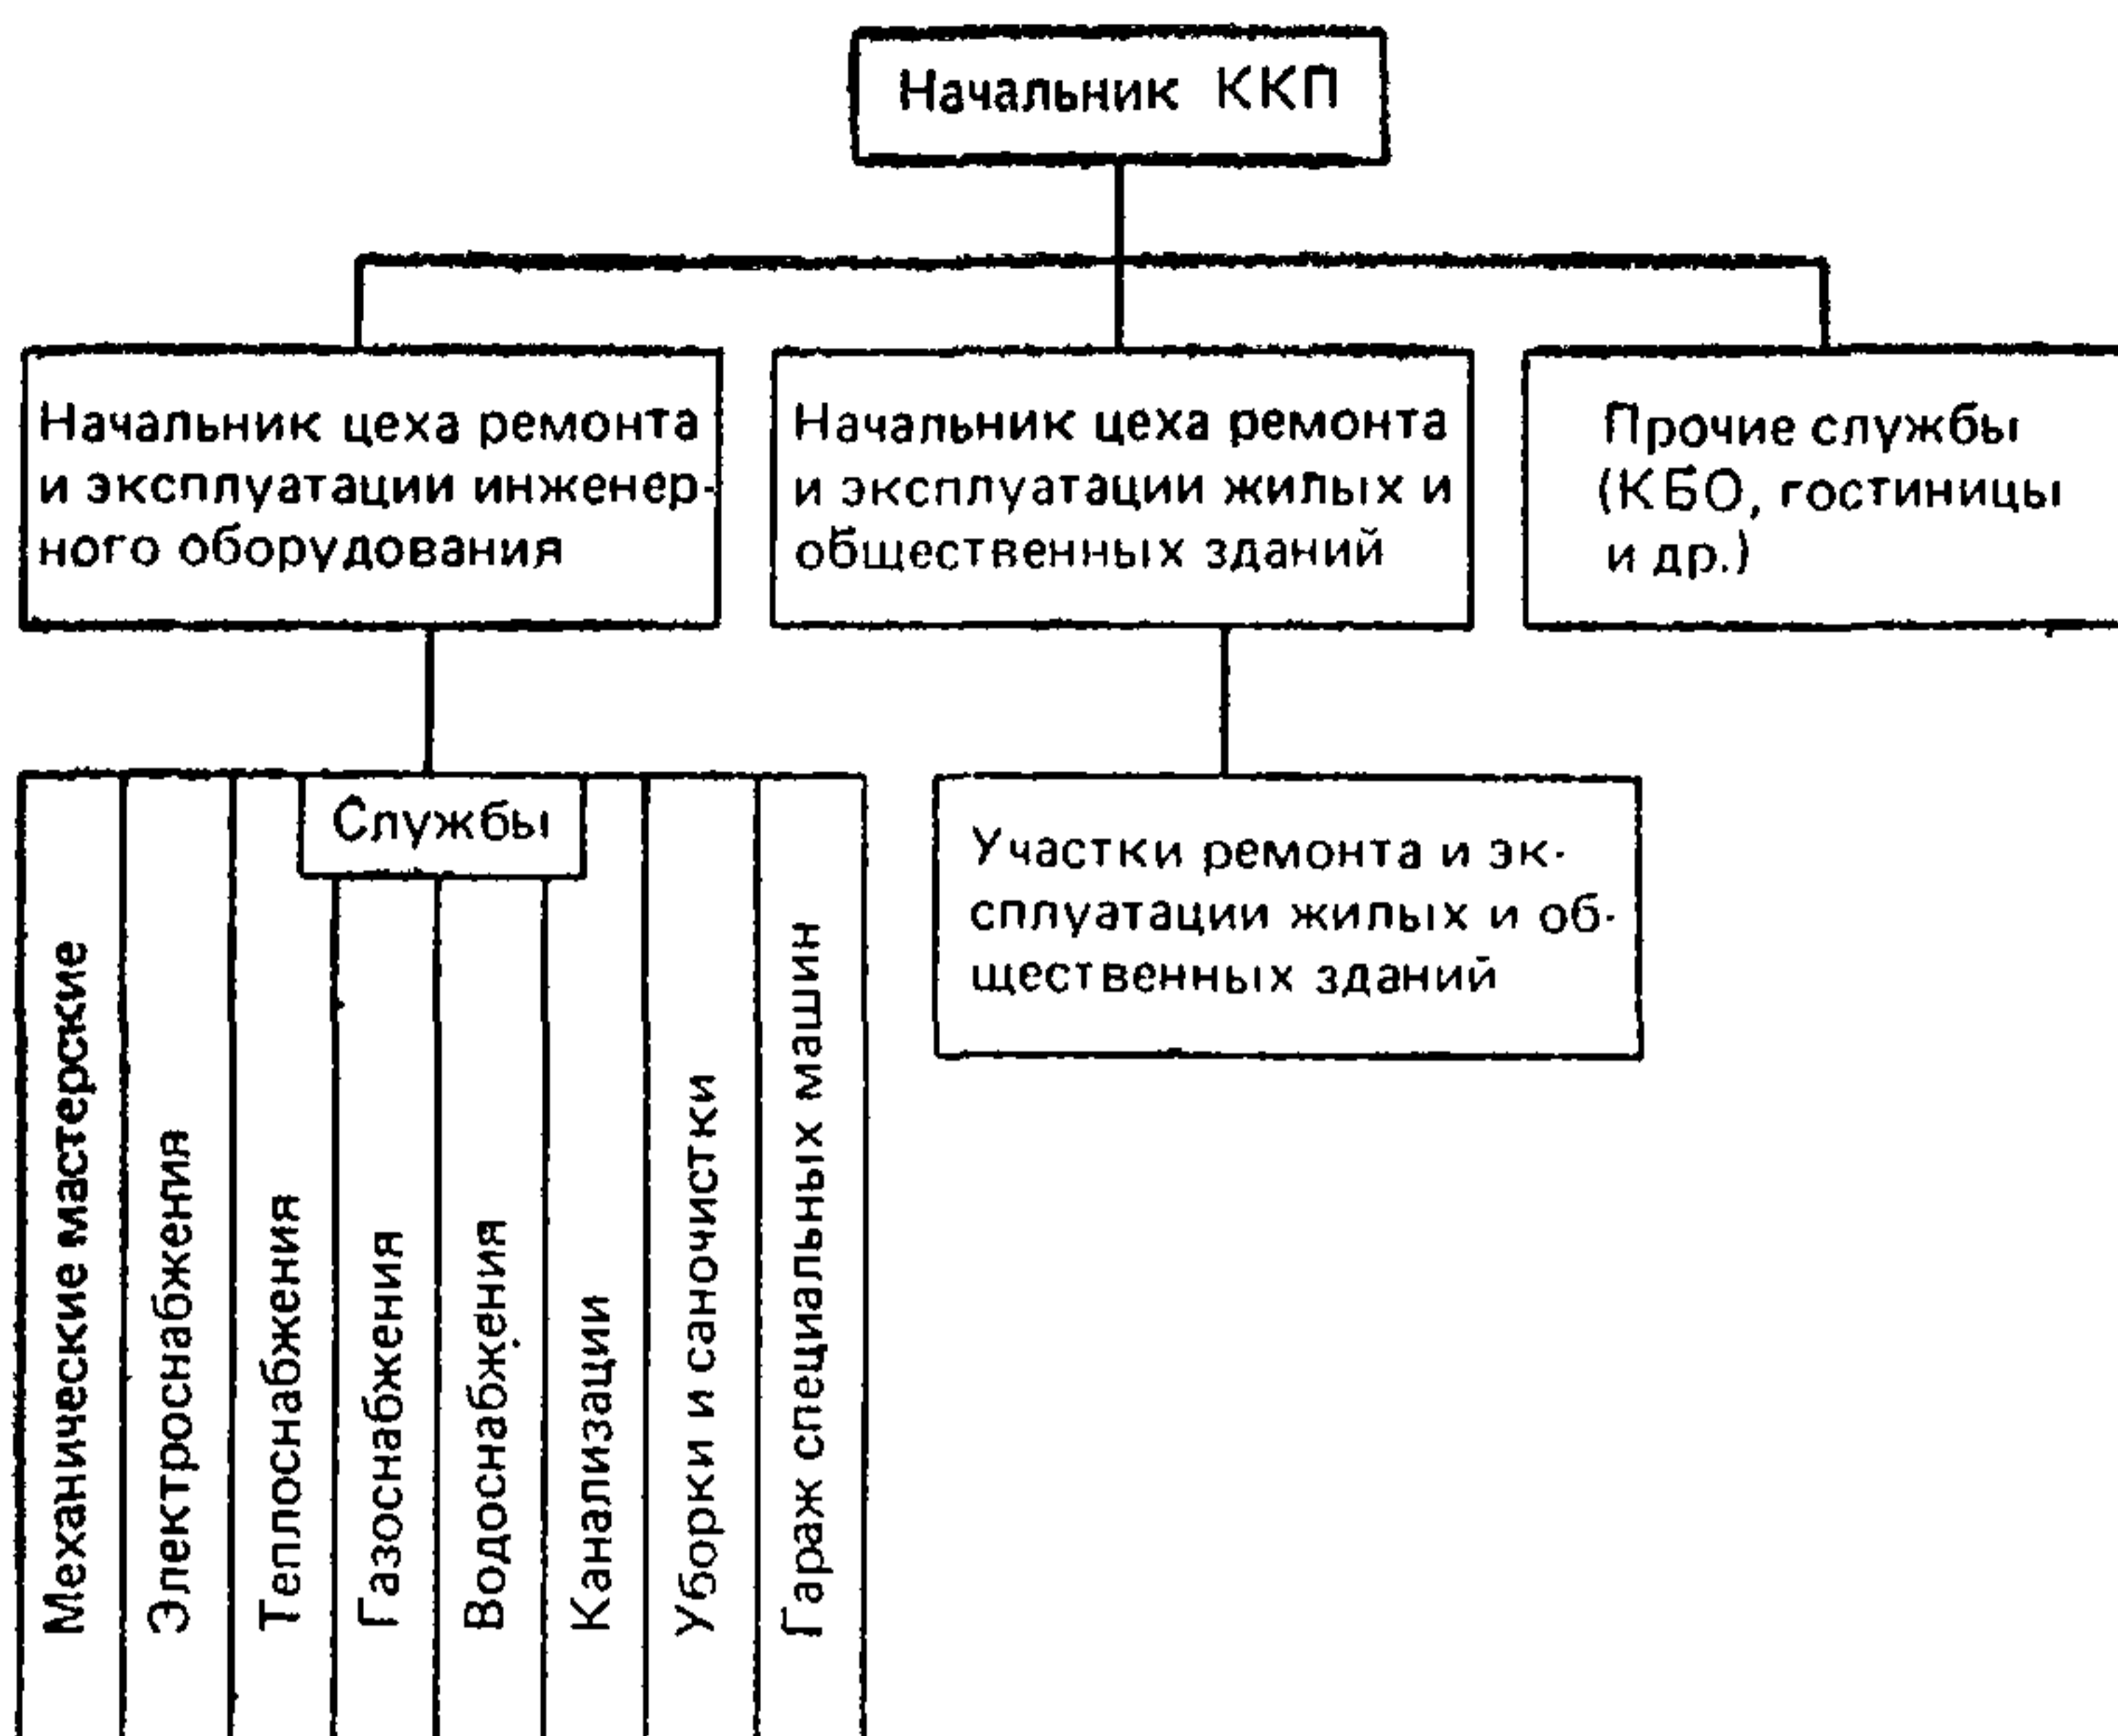 Начальник ККП
Начальник цеха ремонта
и эксплуатации инженер-
ного оборудования
Начальник цеха ремонта
и эксплуатации жилых и
общественных зданий
Прочие службы
(КБО, гостиницы
и др.)
Службы
Механические мастерские
Электроснабжения
Теплоснабжения
Газоснабжения
Водоснабжения
Канализации
Уборки и саночистки
Гараж специальных машин
Участки ремонта и эк-
сплуатации жилых и об-
щественных зданий